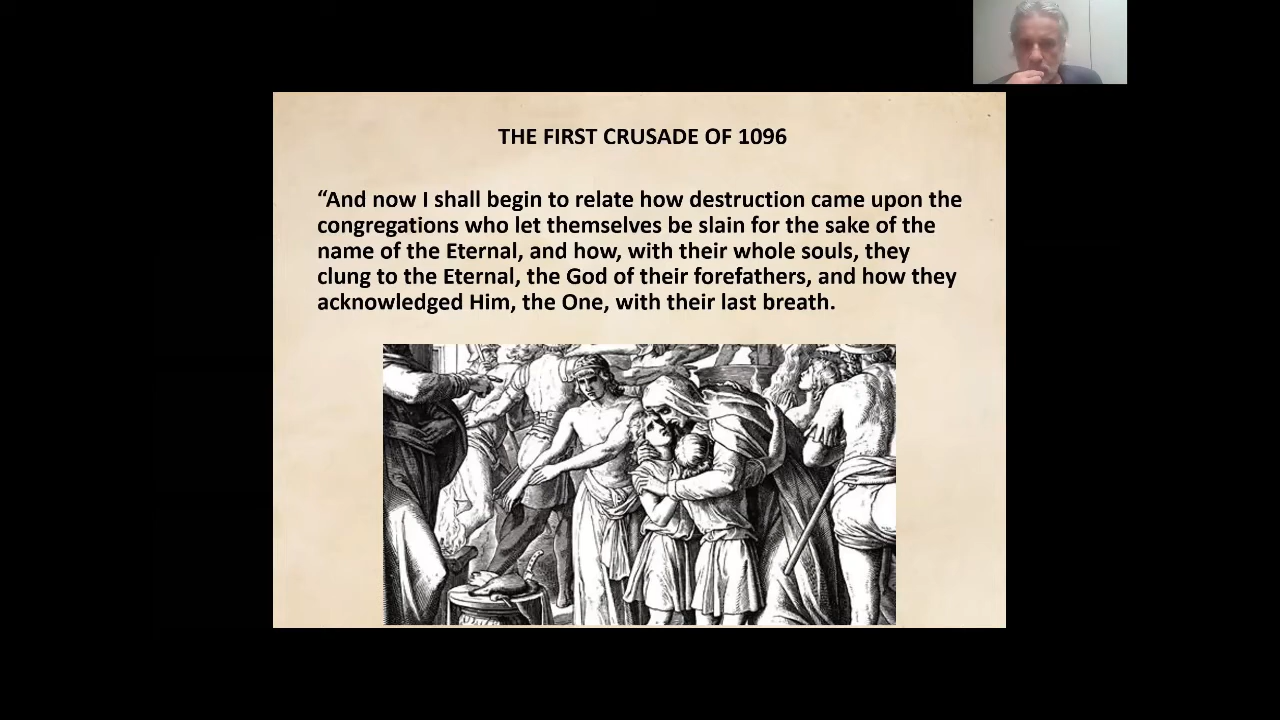 THE FIRST CRUSADE OF 1096
“And now I shall begin to relate how destruction came upon the
congregations who let themselves be slain for the sake of the
name of the Eternal, and how, with their whole souls, they
clung to the Eternal, the God of their forefathers, and how they
acknowledged Him, the One, with their last breath.